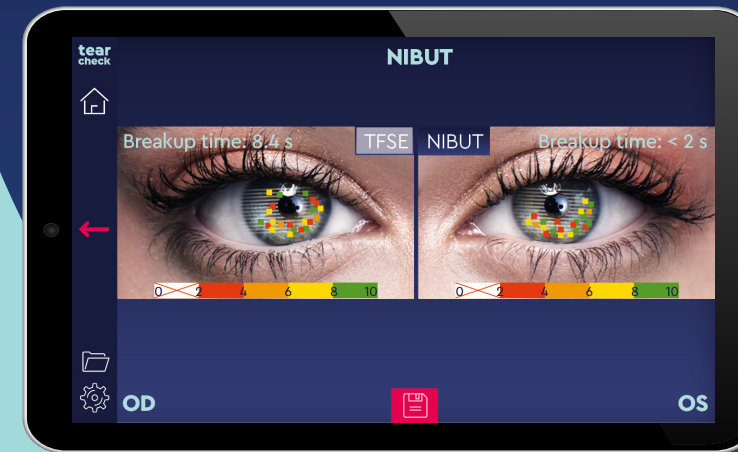 tear
check
NIBUT
Breakup time: 8.4 s
TFSE
NIBUT
Breakup time: < 2 s
0 2 4 6 8 10
0 2 4 6 8 10
OD
OS